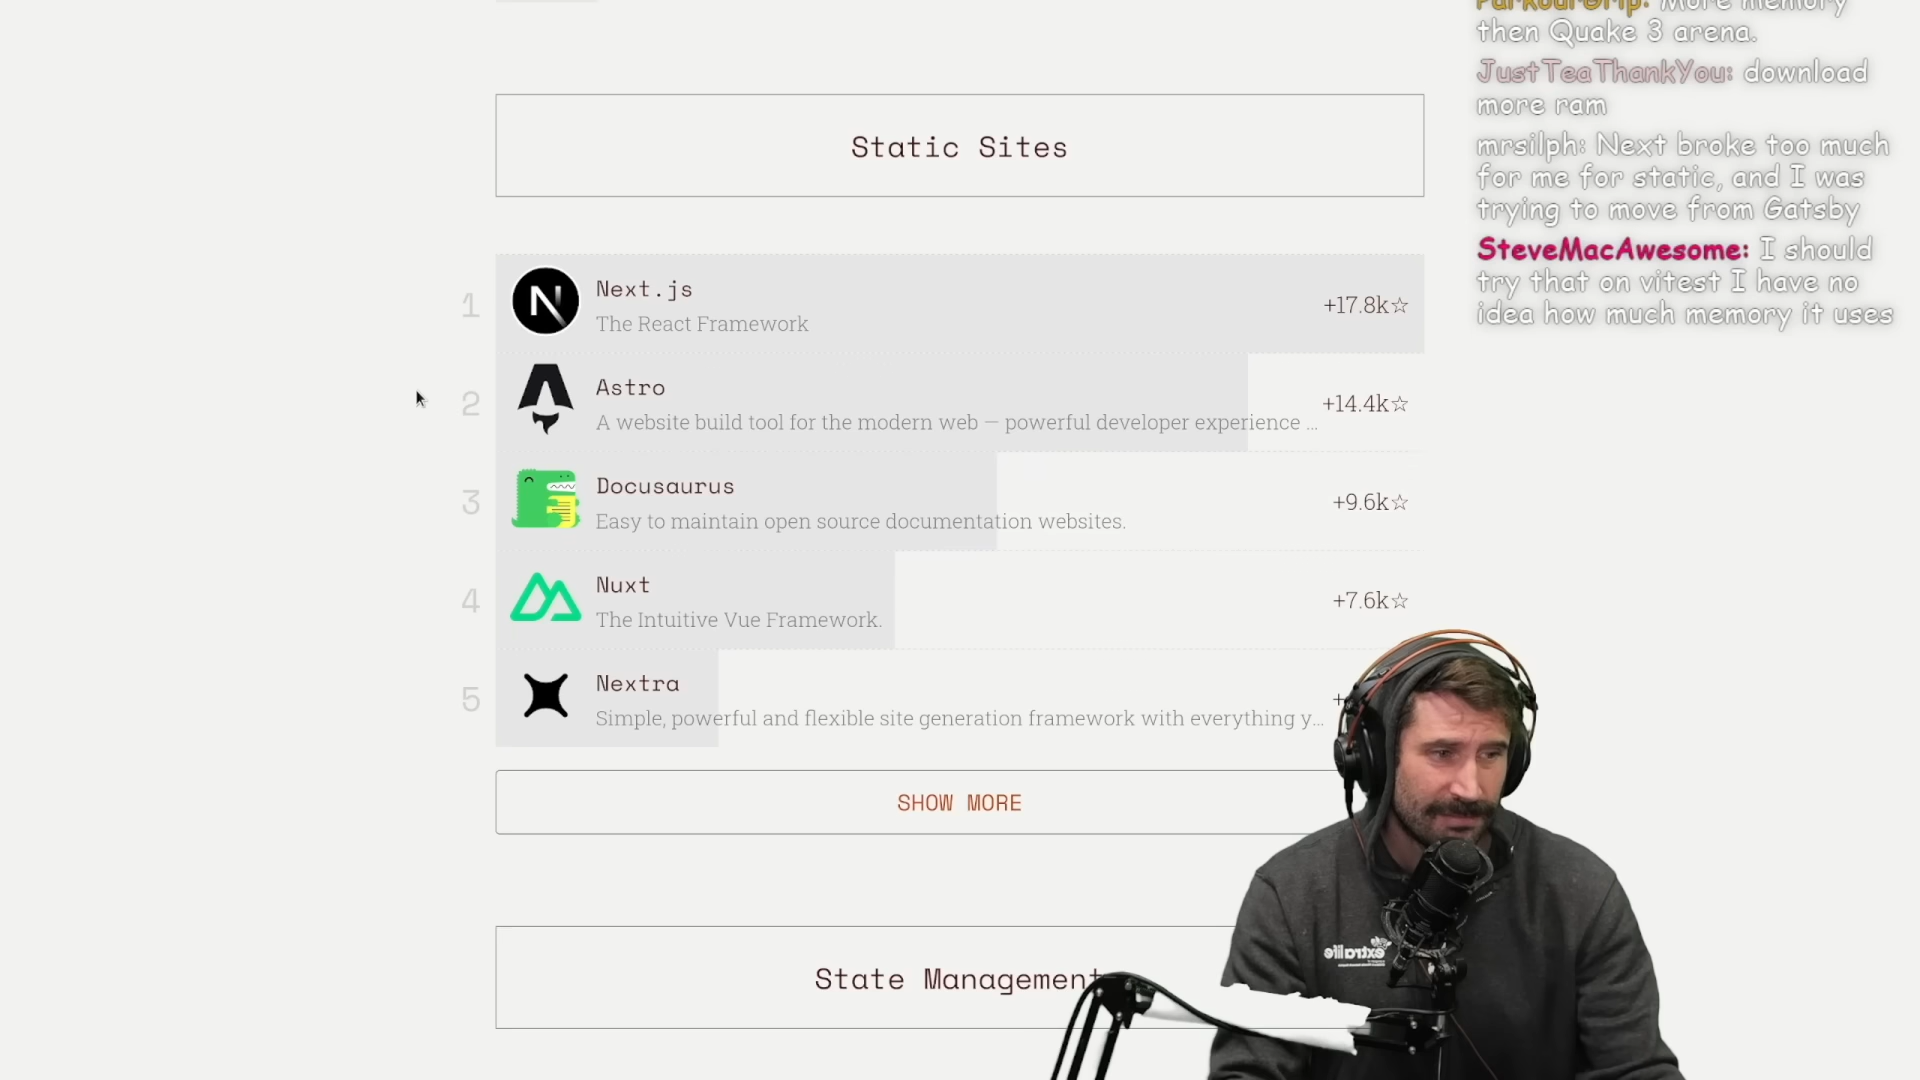 ParkourGrip: More memory
then Quake 3 arena.
JustTeaThankYou: download
more ram
mrsilph: Next broke too much
for me for static, and I was
trying to move from Gatsby
SteveMacAwesome: I should
try that on vitest I have no
idea how much memory it uses
Static Sites
1
Next.js
The React Framework
+17.8k☆
2
Astro
A website build tool for the modern web — powerful developer experience ...
+14.4k☆
3
Docusaurus
Easy to maintain open source documentation websites.
+9.6k☆
4
Nuxt
The Intuitive Vue Framework.
+7.6k☆
5
Nextra
Simple, powerful and flexible site generation framework with everything y...
SHOW MORE
State Management
extralife